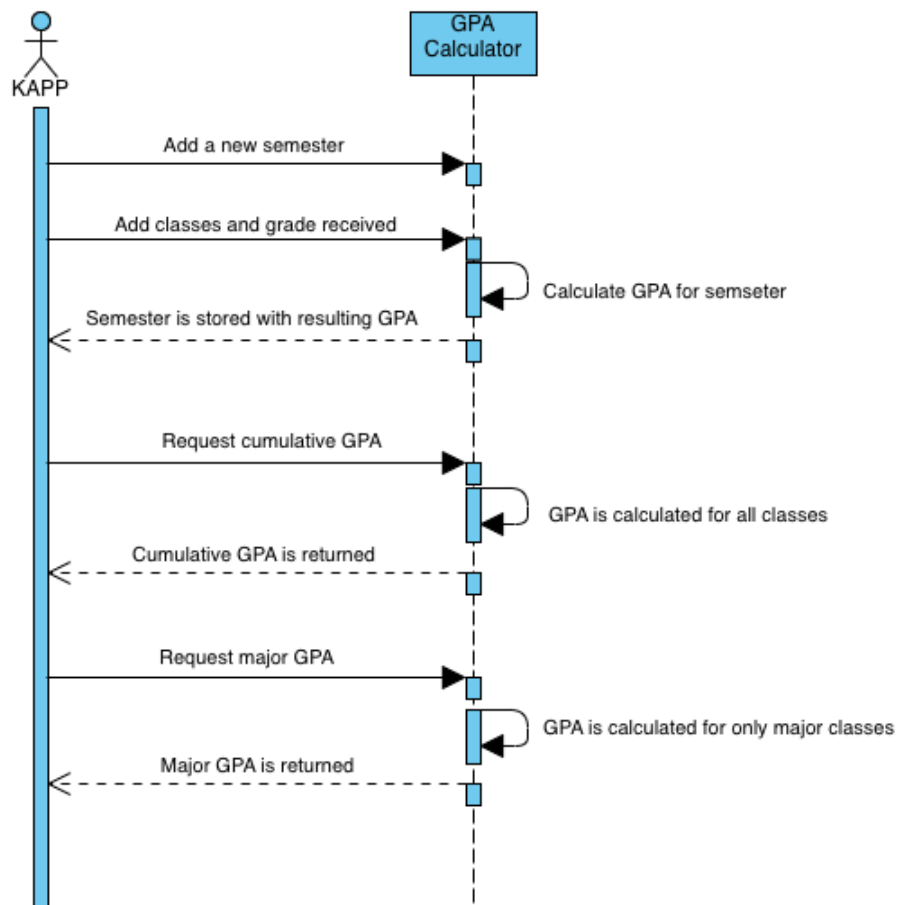 GPA
Calculator
KAPP
Add a new semester
Add classes and grade received
Calculate GPA for semseter
Semester is stored with resulting GPA
Request cumulative GPA
GPA is calculated for all classes
Cumulative GPA is returned
Request major GPA
GPA is calculated for only major classes
Major GPA is returned